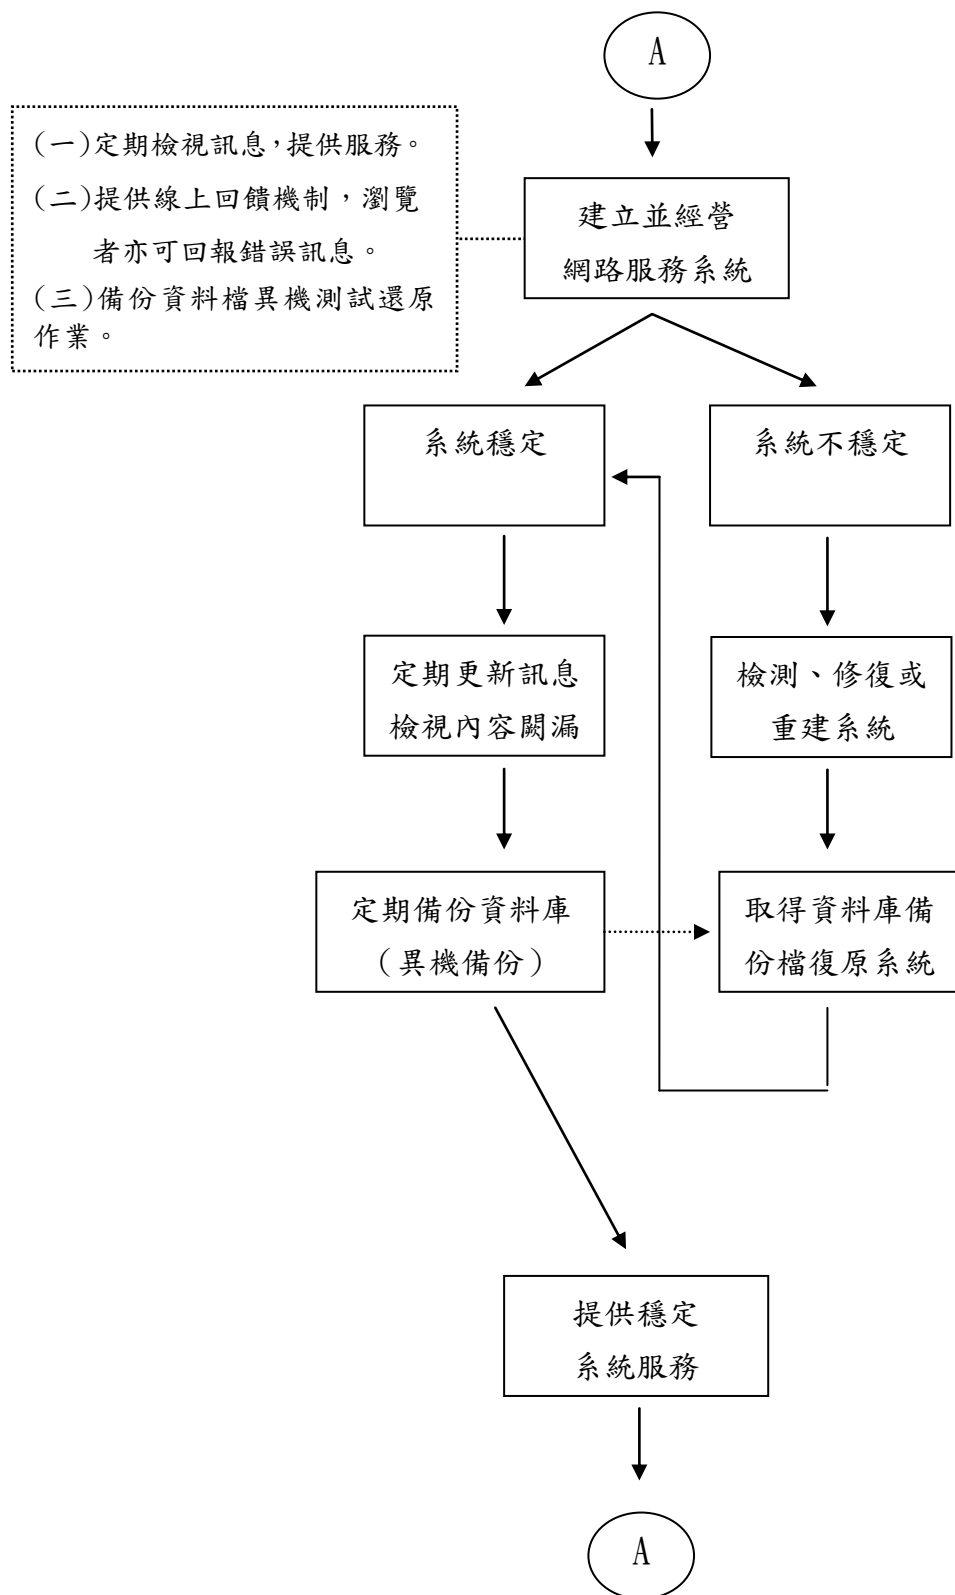 A
(一)定期檢視訊息，提供服務。
(二)提供線上回饋機制，瀏覽
者亦可回報錯誤訊息。
(三)備份資料檔異機測試還原
作業。
建立並經營
網路服務系統
系統穩定
系統不穩定
定期更新訊息
檢視內容闕漏
檢測、修復或
重建系統
定期備份資料庫
（異機備份）
取得資料庫備
份檔復原系統
提供穩定
系統服務
A